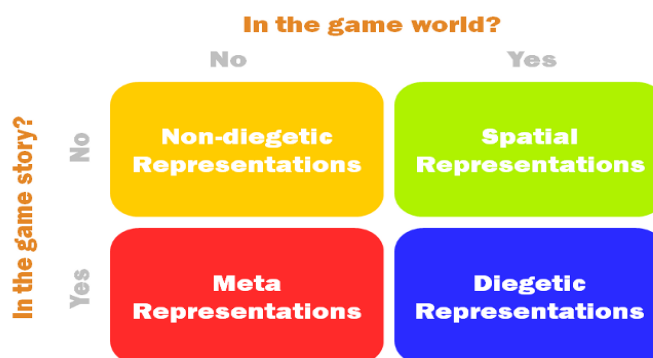 In the game world?
No
Yes
In the game story?
No
Non-diegetic
Representations
Spatial
Representations
Yes
Meta
Representations
Diegetic
Representations